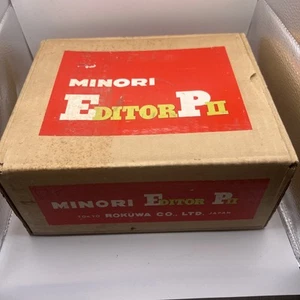 MINORI
EDITOR PII
MINORI EDITOR PII
ROKUWA CO., LTD.